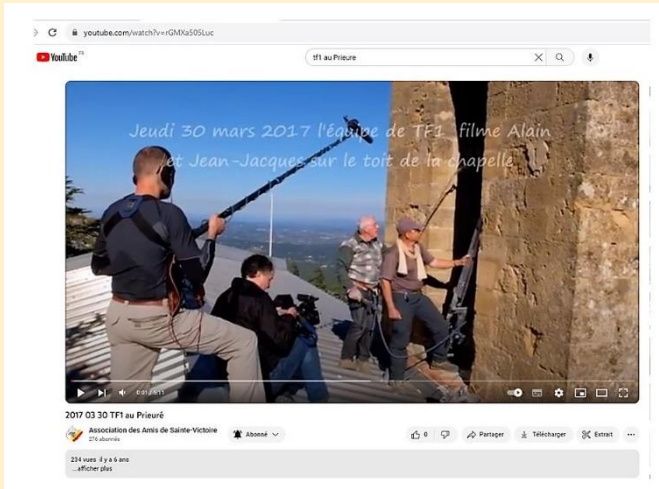 youtube.com/watch?v=rGMXa505Luc
YouTube FR
tf1 au Prieure
Jeudi 30 mars 2017 l'équipe de TF1 filme Alain
et Jean-Jacques sur le toit de la chapelle
2017 03 30 TF1 au Prieuré
Association des Amis de Sainte-Victoire
276 abonnés
Abonné
0
Partager
Télécharger
Extrait
234 vues il y a 6 ans
...afficher plus